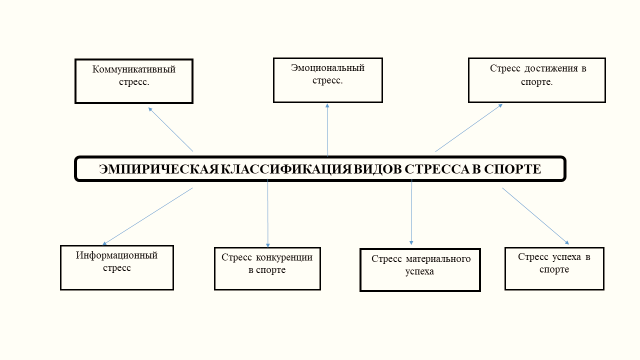 Коммуникативный
стресс.
Эмоциональный
стресс.
Стресс достижения в
спорте.
ЭМПИРИЧЕСКАЯ КЛАССИФИКАЦИЯ ВИДОВ СТРЕССА В СПОРТЕ
Информационный
стресс
Стресс конкуренции
в спорте
Стресс материального
успеха
Стресс успеха в
спорте